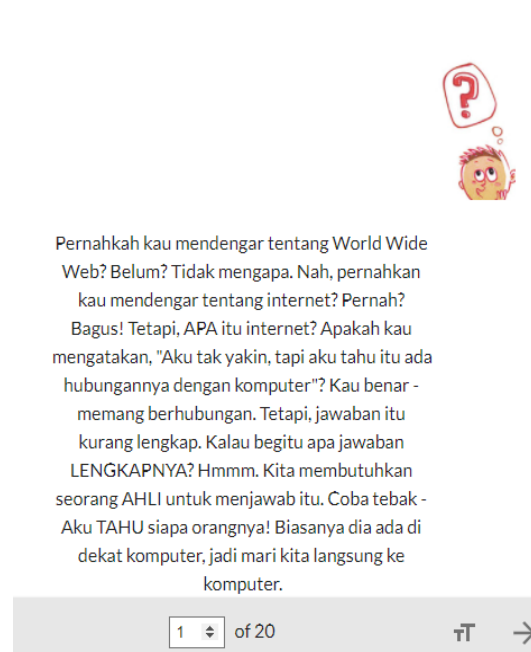 ?
Pernahkah kau mendengar tentang World Wide
Web? Belum? Tidak mengapa. Nah, pernahkan
kau mendengar tentang internet? Pernah?
Bagus! Tetapi, APA itu internet? Apakah kau
mengatakan, "Aku tak yakin, tapi aku tahu itu ada
hubungannya dengan komputer"? Kau benar -
memang berhubungan. Tetapi, jawaban itu
kurang lengkap. Kalau begitu apa jawaban
LENGKAPNYA? Hmmm. Kita membutuhkan
seorang AHLI untuk menjawab itu. Coba tebak -
Aku TAHU siapa orangnya! Biasanya dia ada di
dekat komputer, jadi mari kita langsung ke
komputer.
1 of 20
TT